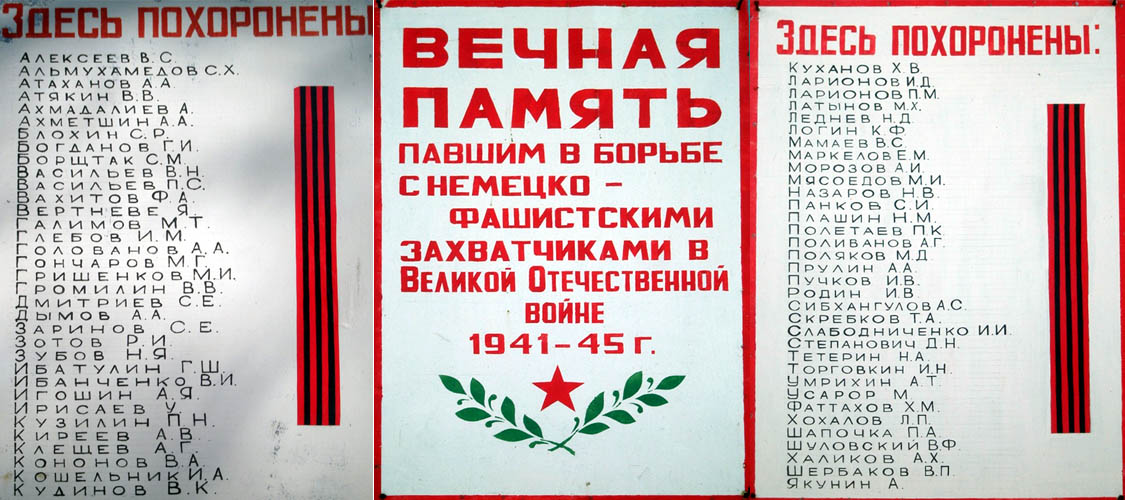 Здесь похоронены
Алексеев В.С.
Альмухамедов С.Х.
Атаханов А.А.
Атякин В.В.
Ахмадалиев А.
Ахметшин А.А.
Блохин С.Р.
Богданов Г.И.
Борщтак С.М.
Васильев В.Н.
Васильев П.С.
Вахитов Ф.А.
Вертнеев Е.Я.
Галимов М.Т.
Глебов И.М.
Голованов А.А.
Гончаров М.Г.
Гришенков М.И.
Громилин В.В.
Дмитриев С.Е.
Дымов А.А.
Заринов С.Е.
Зотов Р.И.
Зубов Н.Я.
Ибатулин Г.Ш.
Иванченко В.И.
Игошин А.Я.
Ирисаев У.
Кузилин П.Н.
Киреев А.В.
Клещев А.Г.
Кононов В.А.
Кошельник И.А.
Кудинов В.К.
Вечная
память
павшим в борьбе
с немецко –
фашистскими
захватчиками в
Великой Отечественной
войне
1941–45 г.
Здесь похоронены:
Куханов Х.В.
Ларионов И.Д.
Ларионов П.М.
Латынов М.Х.
Леднев Н.Д.
Логин К.Ф.
Мамаев В.С.
Маркелов Е.М.
Морозов А.И.
Мясоедов М.И.
Назаров Н.В.
Панков С.И.
Плашин Н.М.
Полетаев П.К.
Поливанов А.Г.
Поляков М.Д.
Прулин А.А.
Пучков И.В.
Родин И.В.
Сибхангулов А.С.
Скребков Т.А.
Слабодниченко И.И.
Степанович Д.Н.
Тетерин Н.А.
Торговкин И.Н.
Умрихин А.Т.
Усарор М.
Фаттахов Х.М.
Хохалов Л.П.
Шапочка П.А.
Шуловский В.Ф.
Халиков А.Х.
Шербаков В.П.
Якунин А.